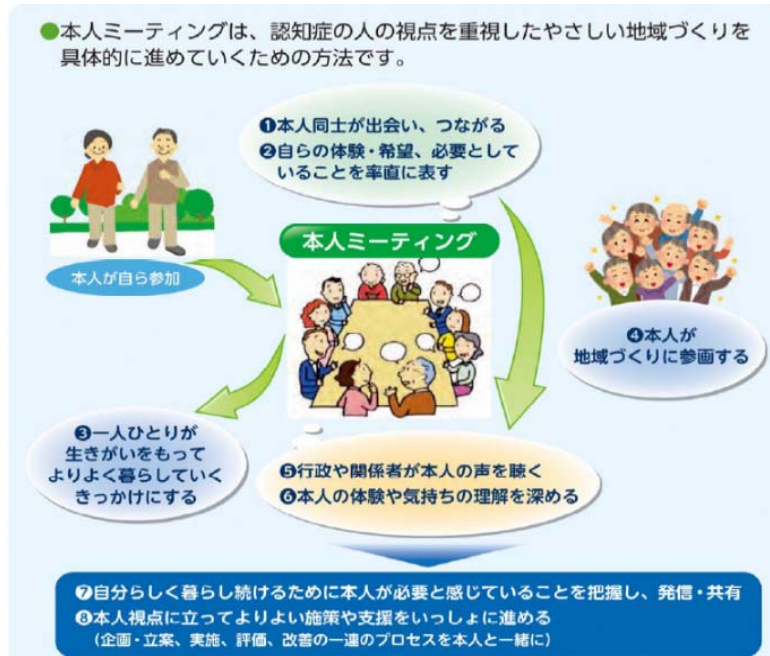 ●本人ミーティングは、認知症の人の視点を重視したやさしい地域づくりを
具体的に進めていくための方法です。
❶本人同士が出会い、つながる
❷自らの体験・希望、必要として
いることを率直に表す
本人ミーティング
本人が自ら参加
❹本人が
地域づくりに参画する
❸一人ひとりが
生きがいをもって
よりよく暮らしていく
きっかけにする
❺行政や関係者が本人の声を聴く
❻本人の体験や気持ちの理解を深める
❼自分らしく暮らし続けるために本人が必要と感じていることを把握し、発信・共有
❽本人視点に立ってよりよい施策や支援をいっしょに進める
（企画・立案、実施、評価、改善の一連のプロセスを本人と一緒に）